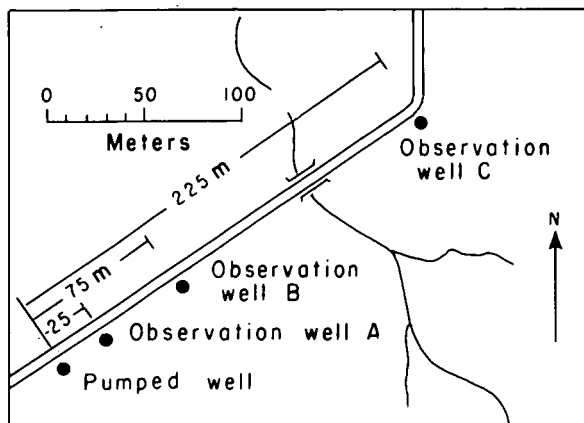 0 50 100
Meters
225 m
75 m
25
Observation
well C
N
Observation
well B
Observation well A
Pumped well